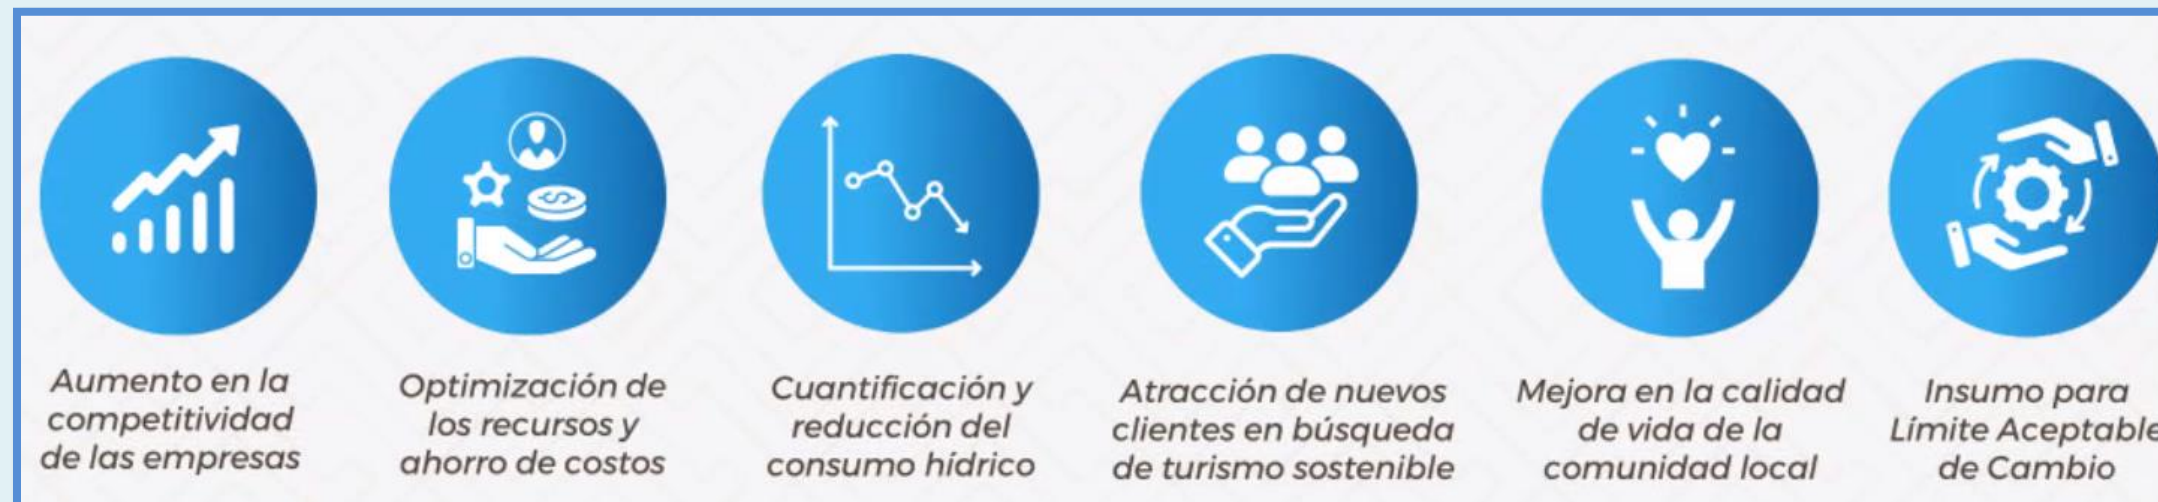 Aumento en la
competitividad
de las empresas
Optimización de
los recursos y
ahorro de costos
Cuantificación y
reducción del
consumo hídrico
Atracción de nuevos
clientes en búsqueda
de turismo sostenible
Mejora en la calidad
de vida de la
comunidad local
Insumo para
Límite Aceptable
de Cambio